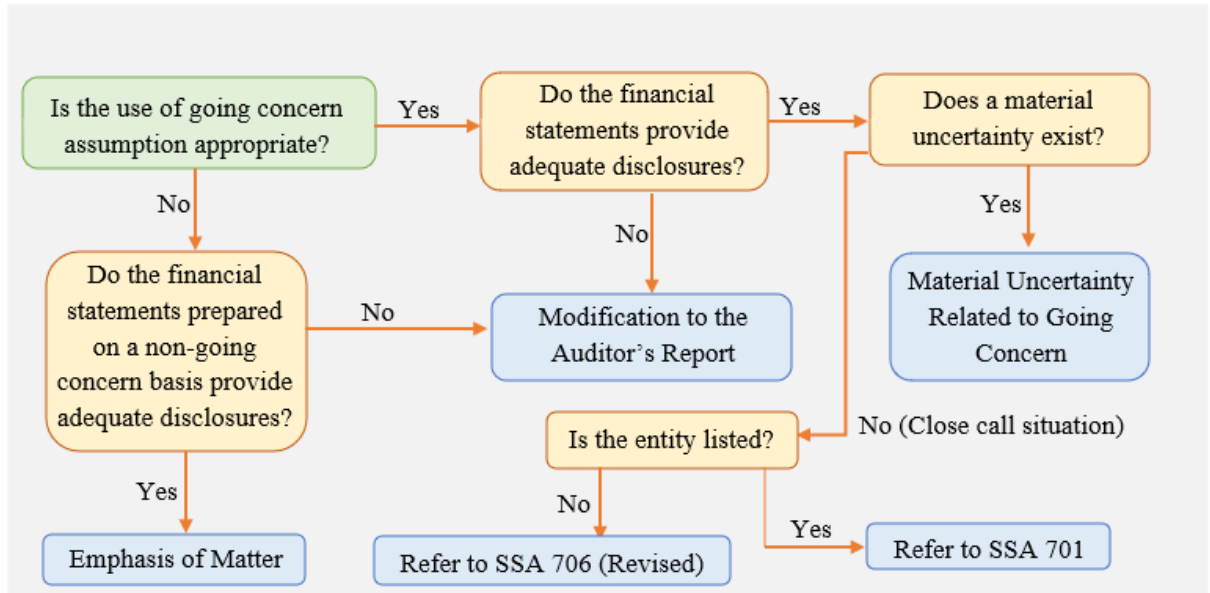 Is the use of going concern
assumption appropriate?
Yes
Do the financial
statements provide
adequate disclosures?
Yes
Does a material
uncertainty exist?
No
No
Yes
Do the financial
statements prepared
on a non-going
concern basis provide
adequate disclosures?
No
Modification to the
Auditor’s Report
Material Uncertainty
Related to Going
Concern
Is the entity listed?
No (Close call situation)
Yes
No
Yes
Emphasis of Matter
Refer to SSA 706 (Revised)
Refer to SSA 701